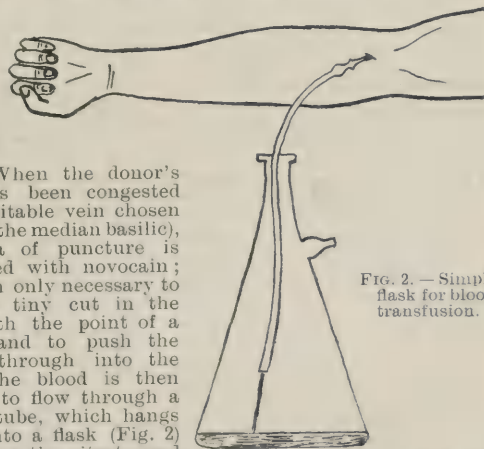 When the donor's
s been congested
itable vein chosen
the median basilic),
a of puncture is
ed with novocain;
n only necessary to
tiny cut in the
th the point of a
and to push the
through into the
he blood is then
to flow through a
tube, which hangs
nto a flask (Fig. 2)
FIG. 2. — Simpl
flask for bloo
transfusion.